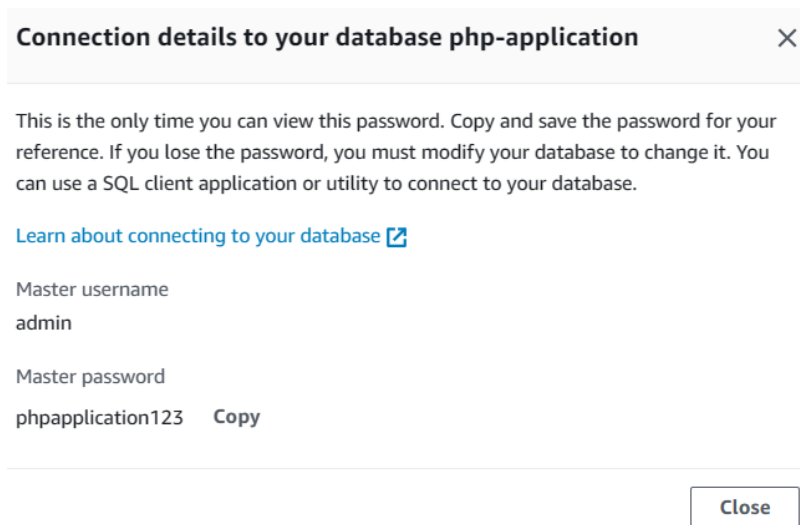 Connection details to your database php-application
This is the only time you can view this password. Copy and save the password for your
reference. If you lose the password, you must modify your database to change it. You
can use a SQL client application or utility to connect to your database.
Learn about connecting to your database
Master username
admin
Master password
phpapplication123 Copy
Close